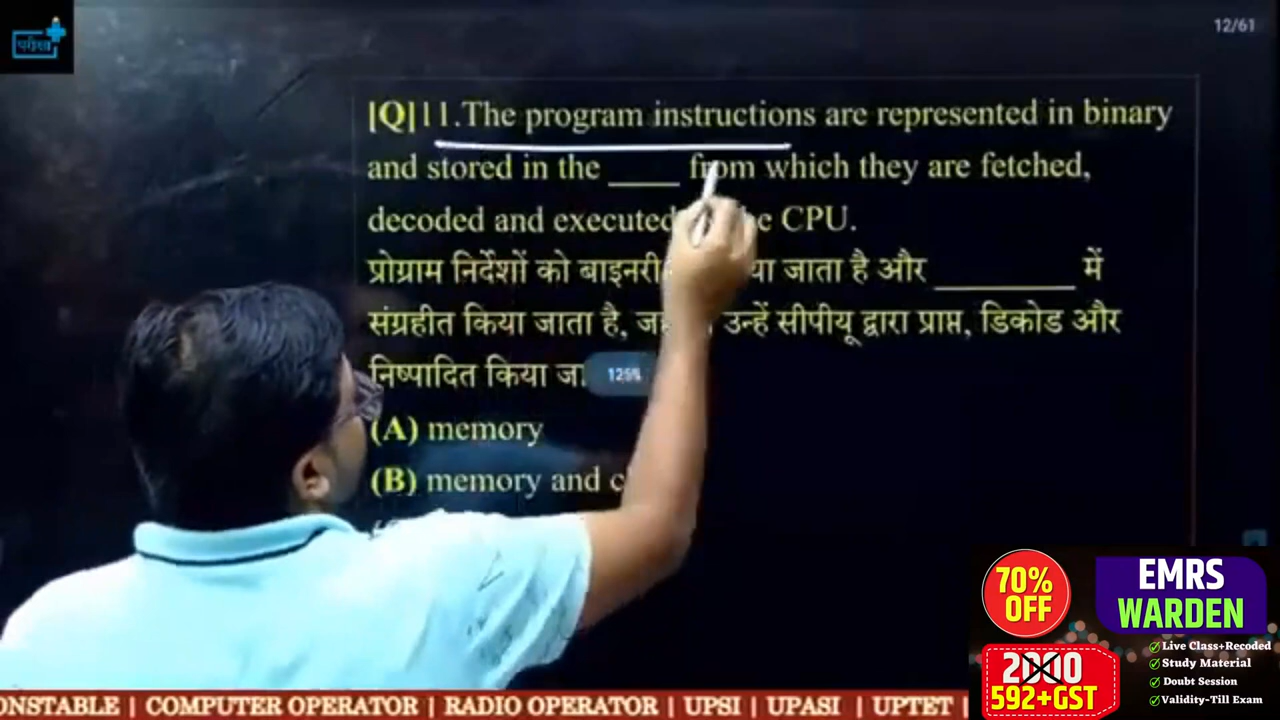 परीक्षा
12/61
[Q]11.The program instructions are represented in binary
and stored in the ____ from which they are fetched,
decoded and executed CPU.
प्रोग्राम निर्देशों को बाइनरी जाता है और ________ में
संग्रहीत किया जाता है, उन्हें सीपीयू द्वारा प्राप्त, डिकोड और
निष्पादित किया
125%
(A) memory
(B) memory and
70%
OFF
2000
592+GST
EMRS
WARDEN
Live Class+Recoded
Study Material
Doubt Session
Validity-Till Exam
ONSTABLE | COMPUTER OPERATOR | RADIO OPERATOR | UPSI | UPASI | UPTET |